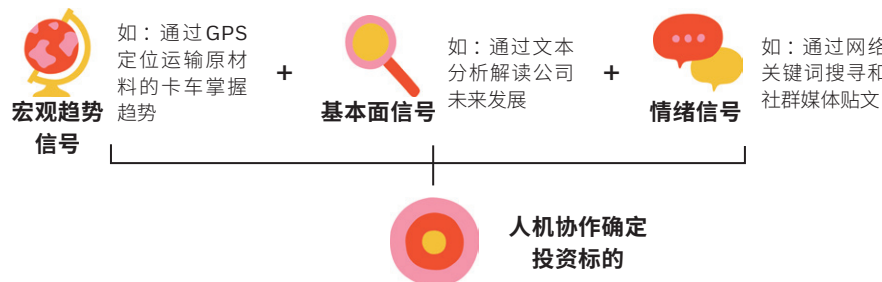 如：通过GPS
定位运输原材
料的卡车掌握
趋势
宏观趋势
信号
+
如：通过文本
分析解读公司
未来发展
基本面信号
+
如：通过网络
关键词搜寻和
社群媒体贴文
情绪信号
人机协作确定
投资标的